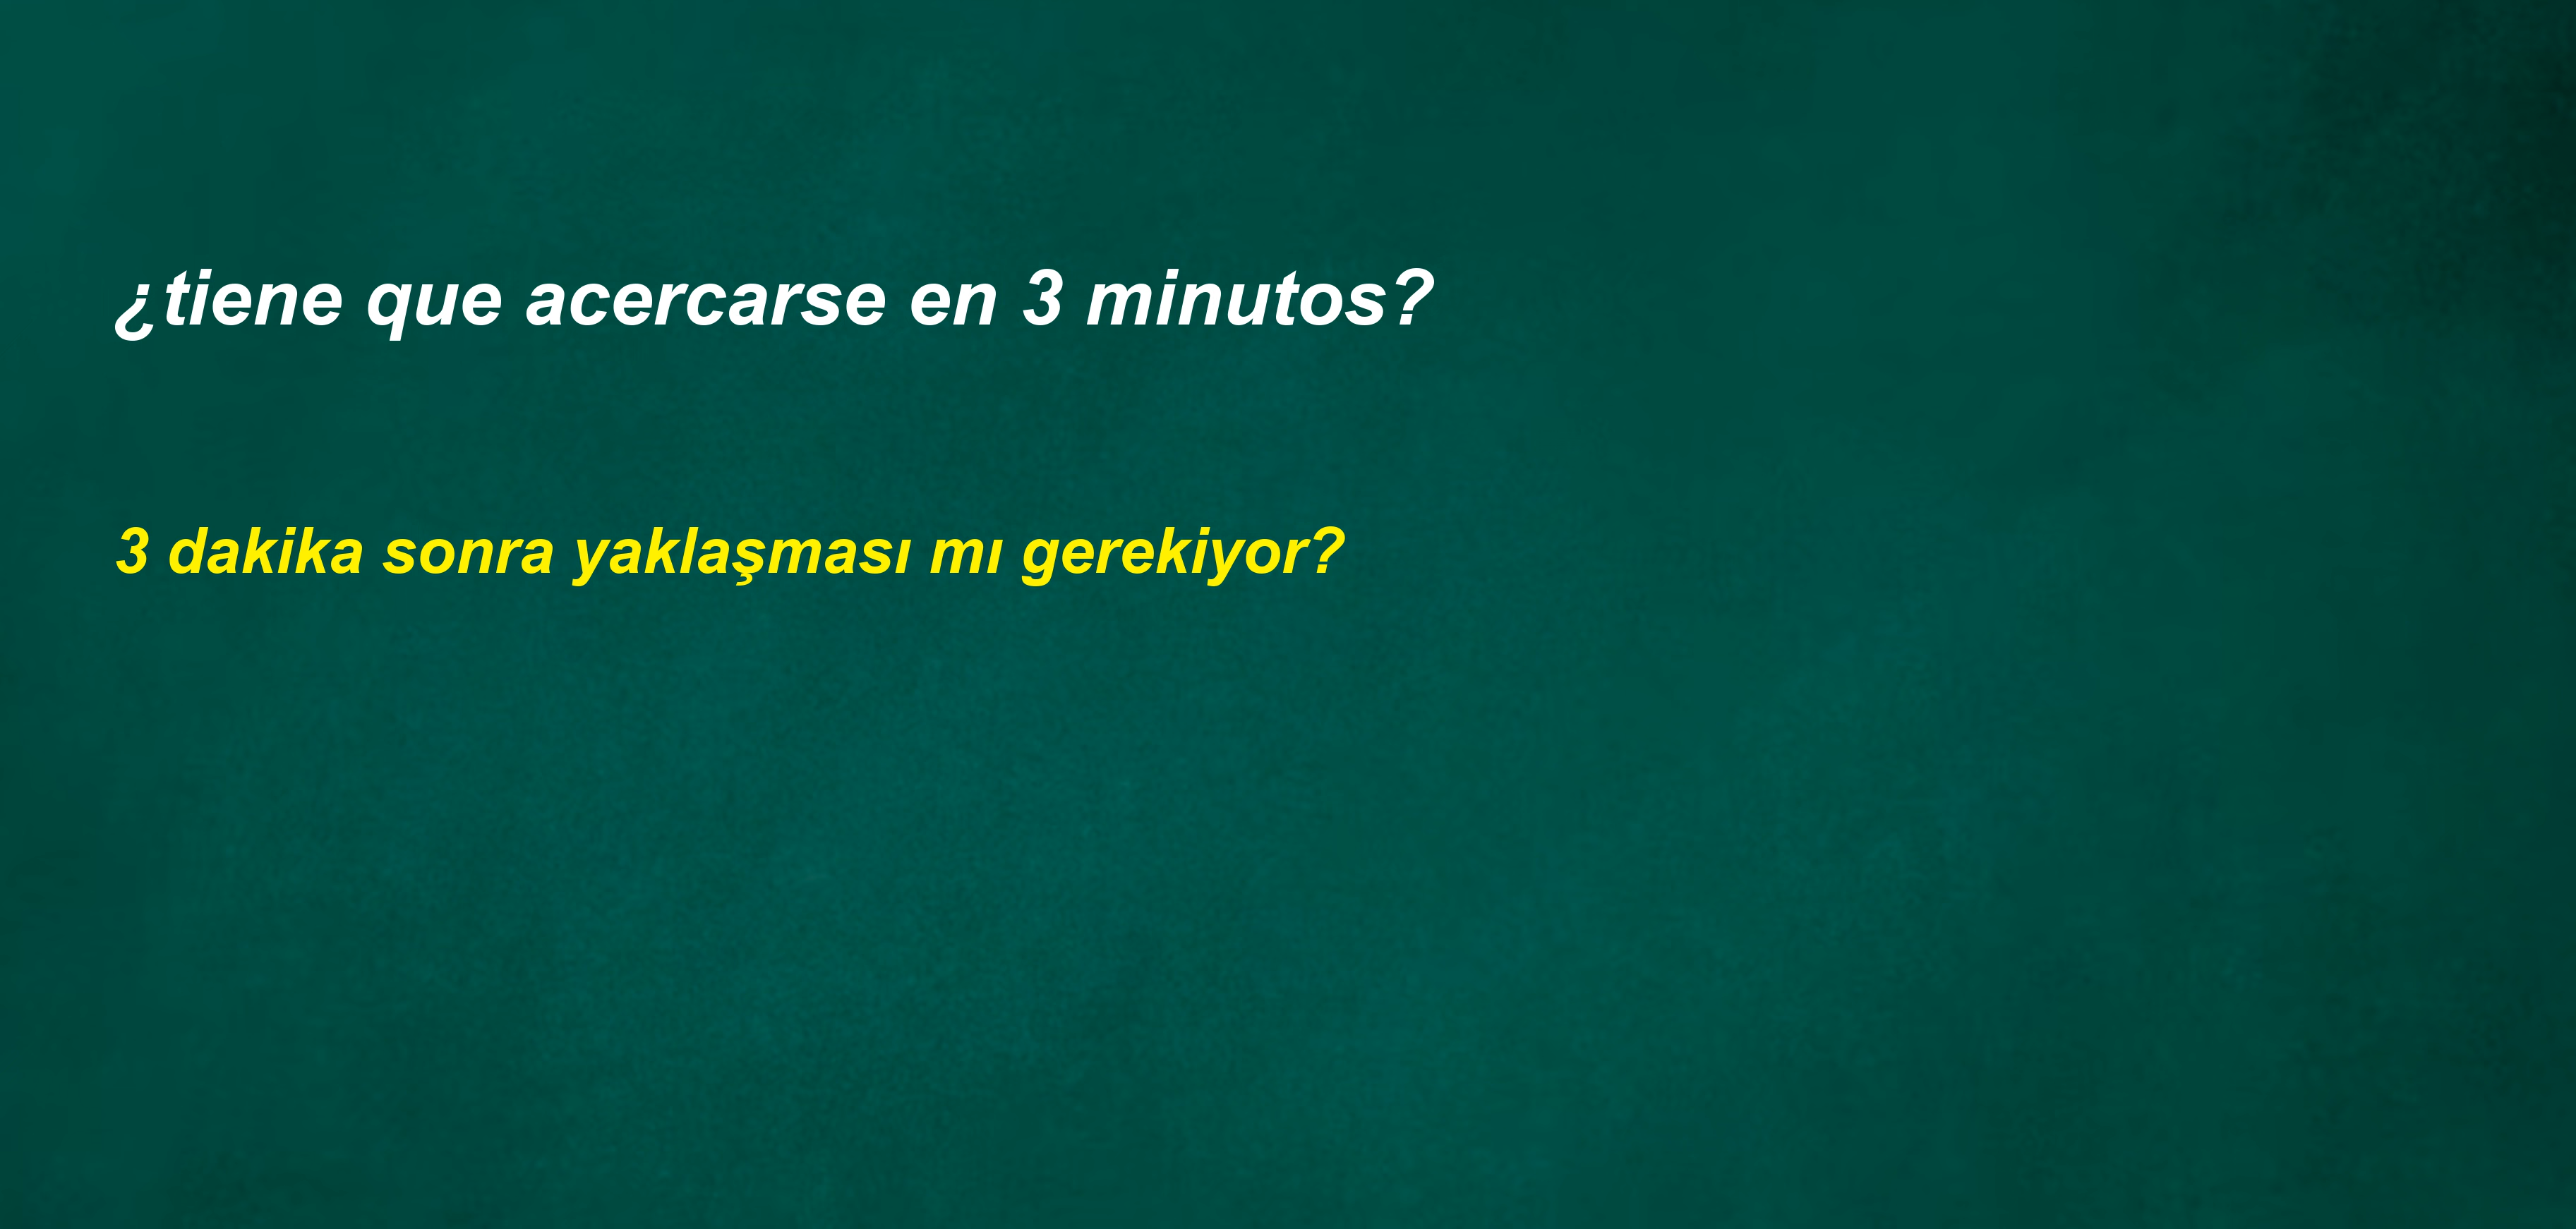 ¿tiene que acercarse en 3 minutos?
3 dakika sonra yaklaşması mı gerekiyor?